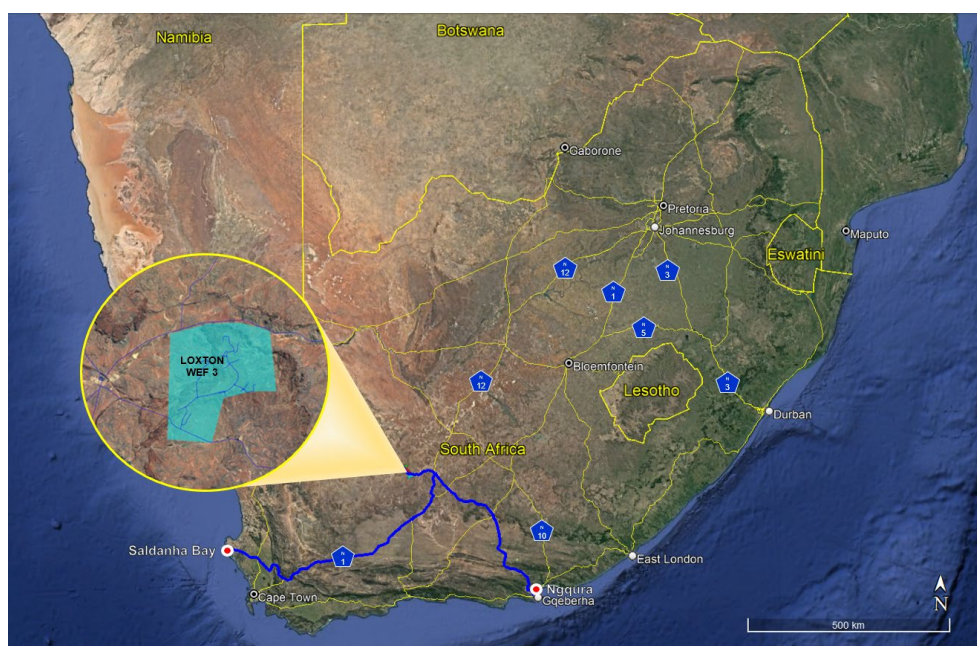 Namibia
Botswana
Gaborone
Pretoria
Johannesburg
Maputo
Eswatini
N
12
N
3
N
1
N
5
LOXTON
WEF 3
Bloemfontein
N
12
Lesotho
N
3
Durban
South Africa
N
10
Saldanha Bay
N
1
East London
Cape Town
Ngqura
Gqeberha
N
500 km